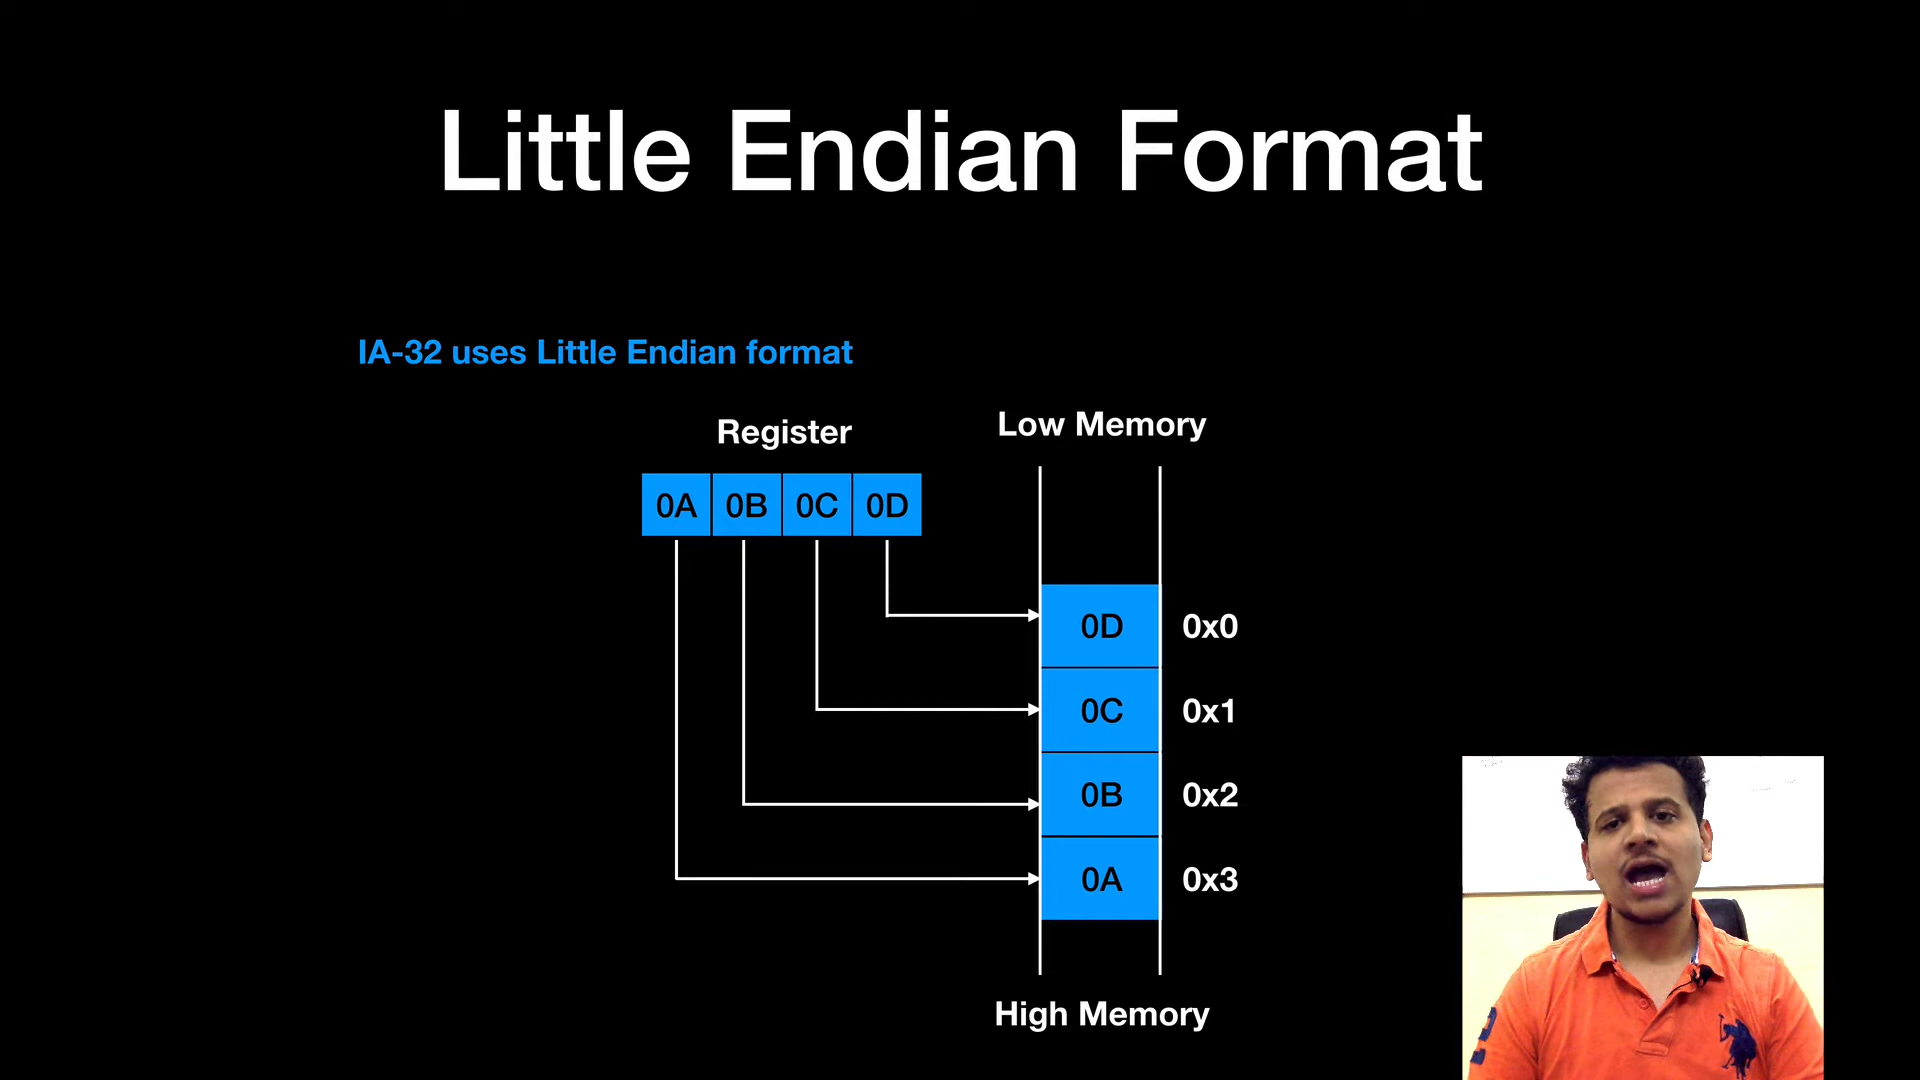 Little Endian Format
IA-32 uses Little Endian format
Register
Low Memory
0A 0B 0C 0D
0D 0x0
0C 0x1
0B 0x2
0A 0x3
High Memory
2